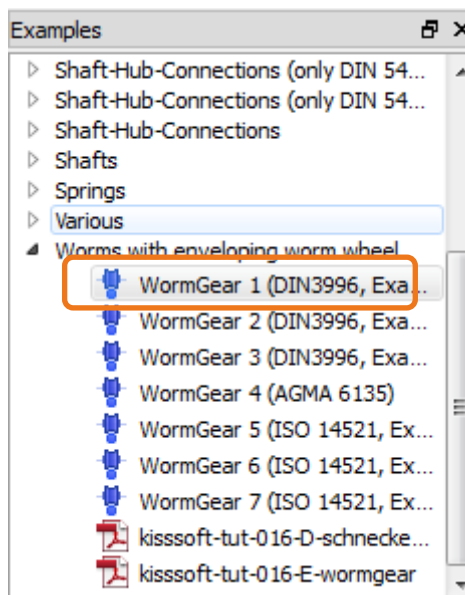 Examples
Shaft-Hub-Connections (only DIN 54...
Shaft-Hub-Connections (only DIN 54...
Shaft-Hub-Connections
Shafts
Springs
Various
Worms with enveloping worm wheel
WormGear 1 (DIN3996, Exa...
WormGear 2 (DIN3996, Exa...
WormGear 3 (DIN3996, Exa...
WormGear 4 (AGMA 6135)
WormGear 5 (ISO 14521, Ex...
WormGear 6 (ISO 14521, Ex...
WormGear 7 (ISO 14521, Ex...
kisssoft-tut-016-D-schnecke...
kisssoft-tut-016-E-wormgear